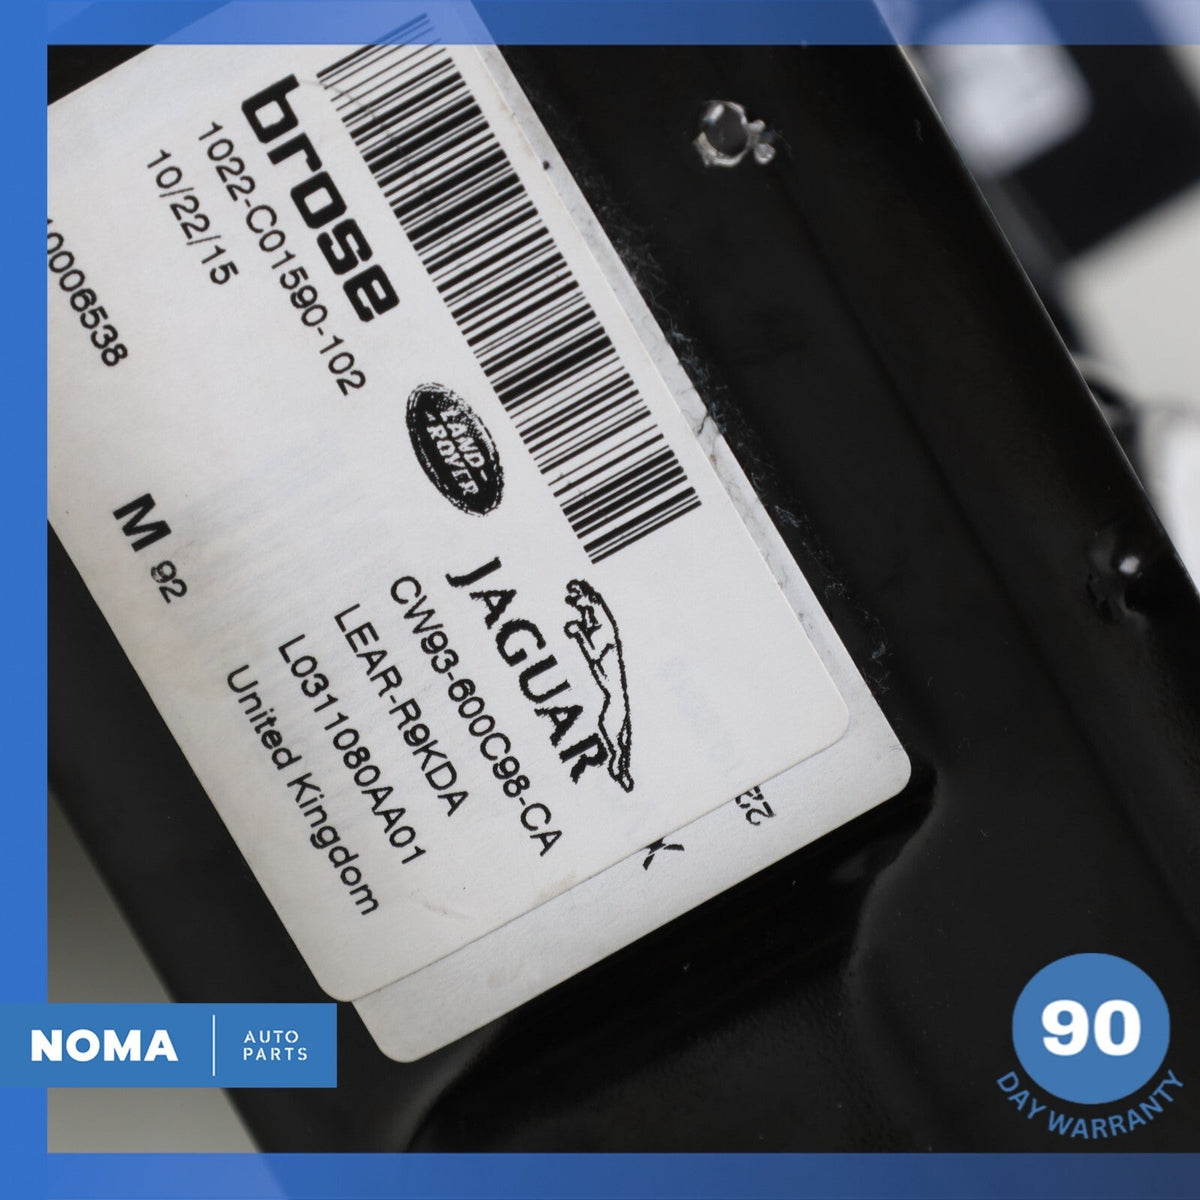 brose
1022-C01590-102
10/22/15
0006538
LAND
ROVER
M 92
JAGUAR
CW93-600C98-CA
LEAR-R9KDA
L0311080AA01
United Kingdom
NOMA
AUTO
PARTS
90
DAY WARRANTY